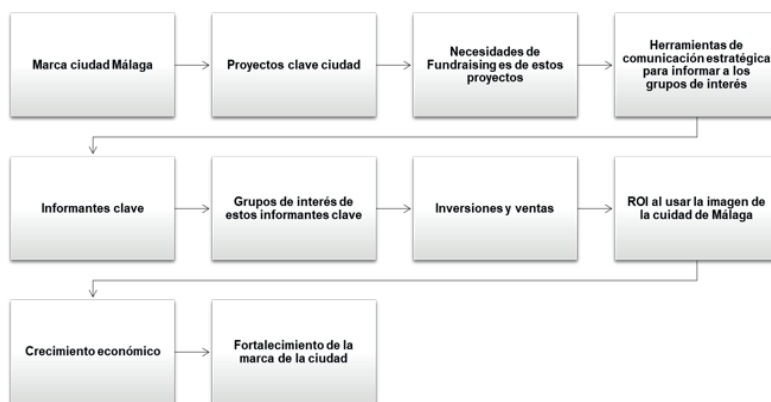 Marca ciudad Málaga
Proyectos clave ciudad
Necesidades de
Fundraising es de estos
proyectos
Herramientas de
comunicación estratégica
para informar a los
grupos de interés
Informantes clave
Grupos de interés de
estos informantes clave
Inversiones y ventas
ROI al usar la imagen de
la cuidad de Málaga
Crecimiento económico
Fortalecimiento de la
marca de la ciudad